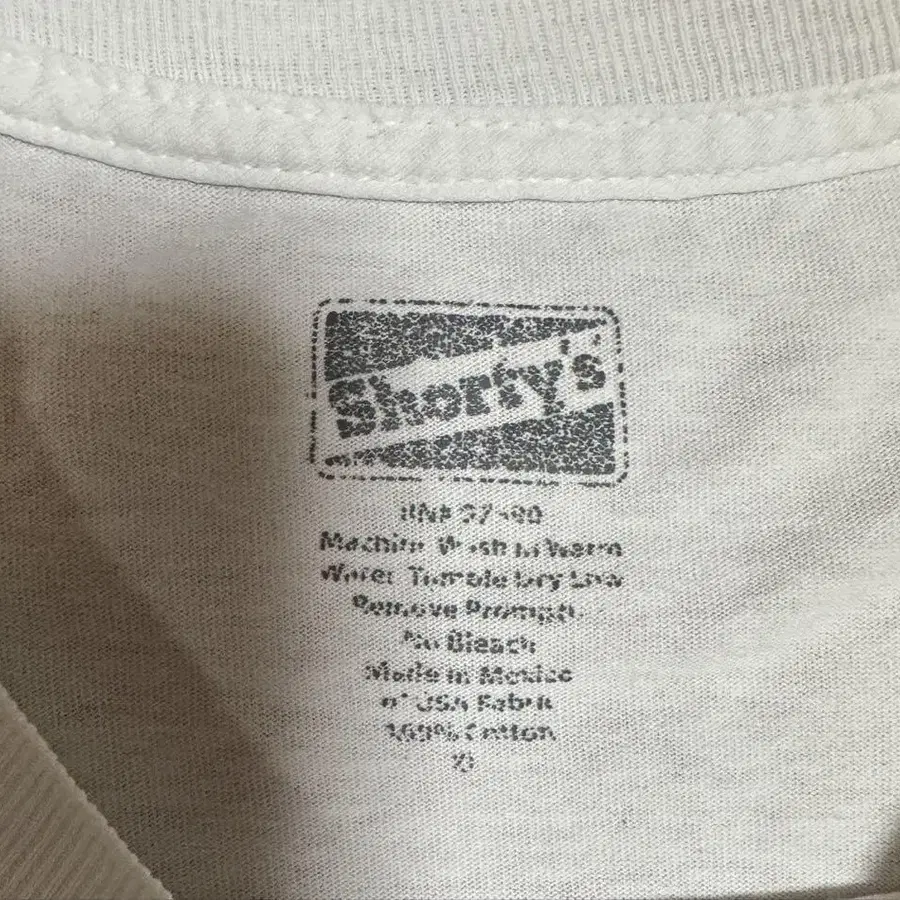 Shorty's
RN#
Machine Wash in Warm
Water Tumble Dry Low
Remove Promptly
No Bleach
Made in Mexico
of USA Fabric
100% Cotton